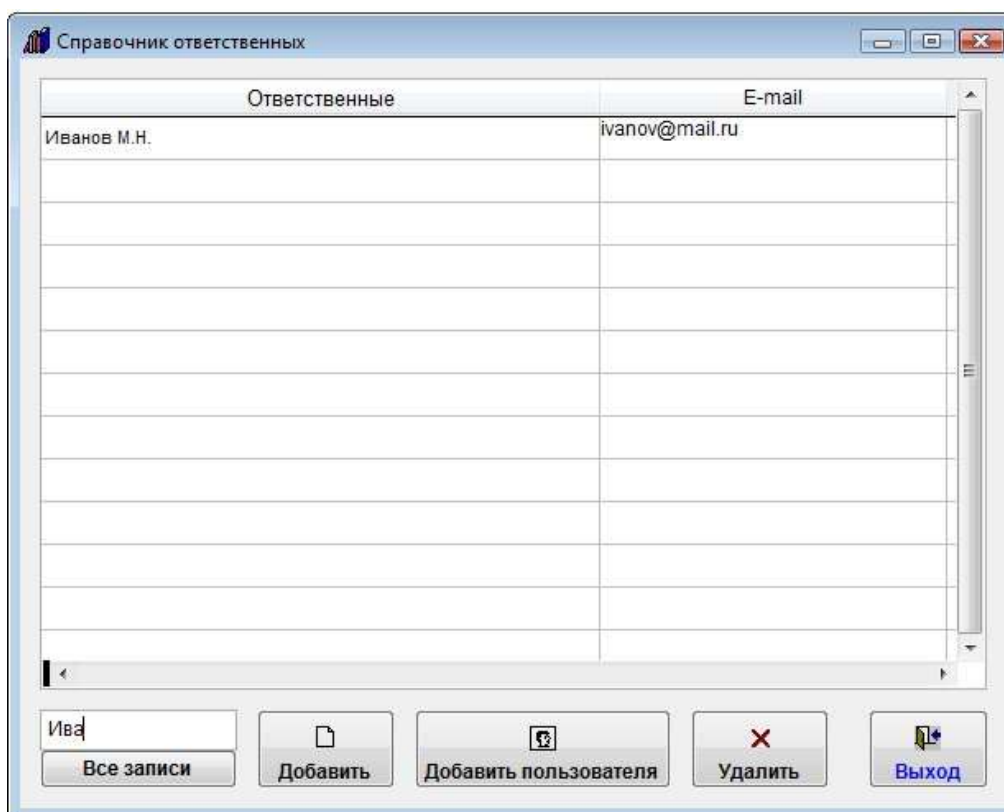 Справочник ответственных
Ответственные E-mail
Иванов М.Н. ivanov@mail.ru
Ива
Все записи
Добавить
Добавить пользователя
Удалить
Выход